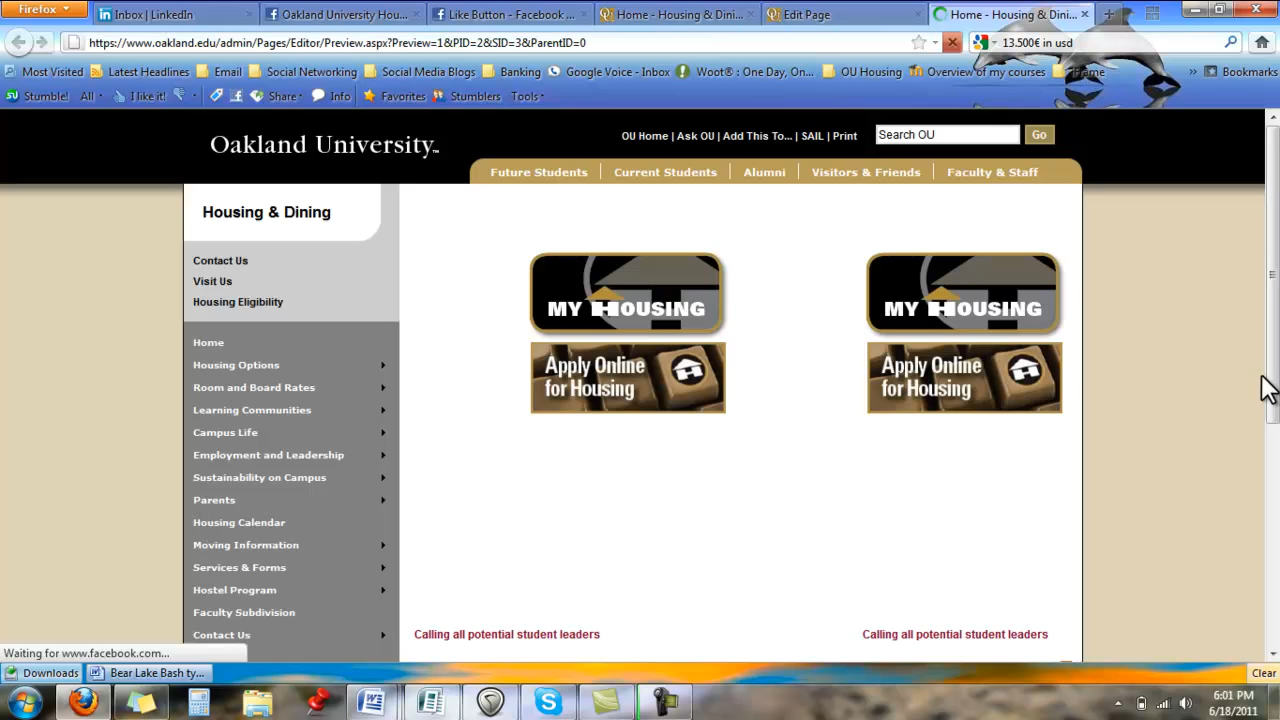 Firefox
Inbox | LinkedIn
Oakland University Hou...
Like Button - Facebook ...
Home - Housing & Dini...
Edit Page
Home - Housing & Dini...
https://www.oakland.edu/admin/Pages/Editor/Preview.aspx?Preview=1&PID=2&SID=3&ParentID=0
13.500€ in usd
Most Visited
Latest Headlines
Email
Social Networking
Social Media Blogs
Banking
Google Voice - Inbox
Woot® : One Day, On...
OU Housing
Overview of my courses
Home
Bookmarks
Stumble!
All
I like it!
Share
Info
Favorites
Stumblers
Tools
Oakland University™
OU Home | Ask OU | Add This To... | SAIL | Print
Search OU
Go
Future Students
Current Students
Alumni
Visitors & Friends
Faculty & Staff
Housing & Dining
Contact Us
Visit Us
Housing Eligibility
Home
Housing Options
Room and Board Rates
Learning Communities
Campus Life
Employment and Leadership
Sustainability on Campus
Parents
Housing Calendar
Moving Information
Services & Forms
Hostel Program
Faculty Subdivision
Contact Us
MY HOUSING
Apply Online
for Housing
MY HOUSING
Apply Online
for Housing
Calling all potential student leaders
Calling all potential student leaders
Waiting for www.facebook.com...
Downloads
Bear Lake Bash ty...
Clear
6:01 PM
6/18/2011